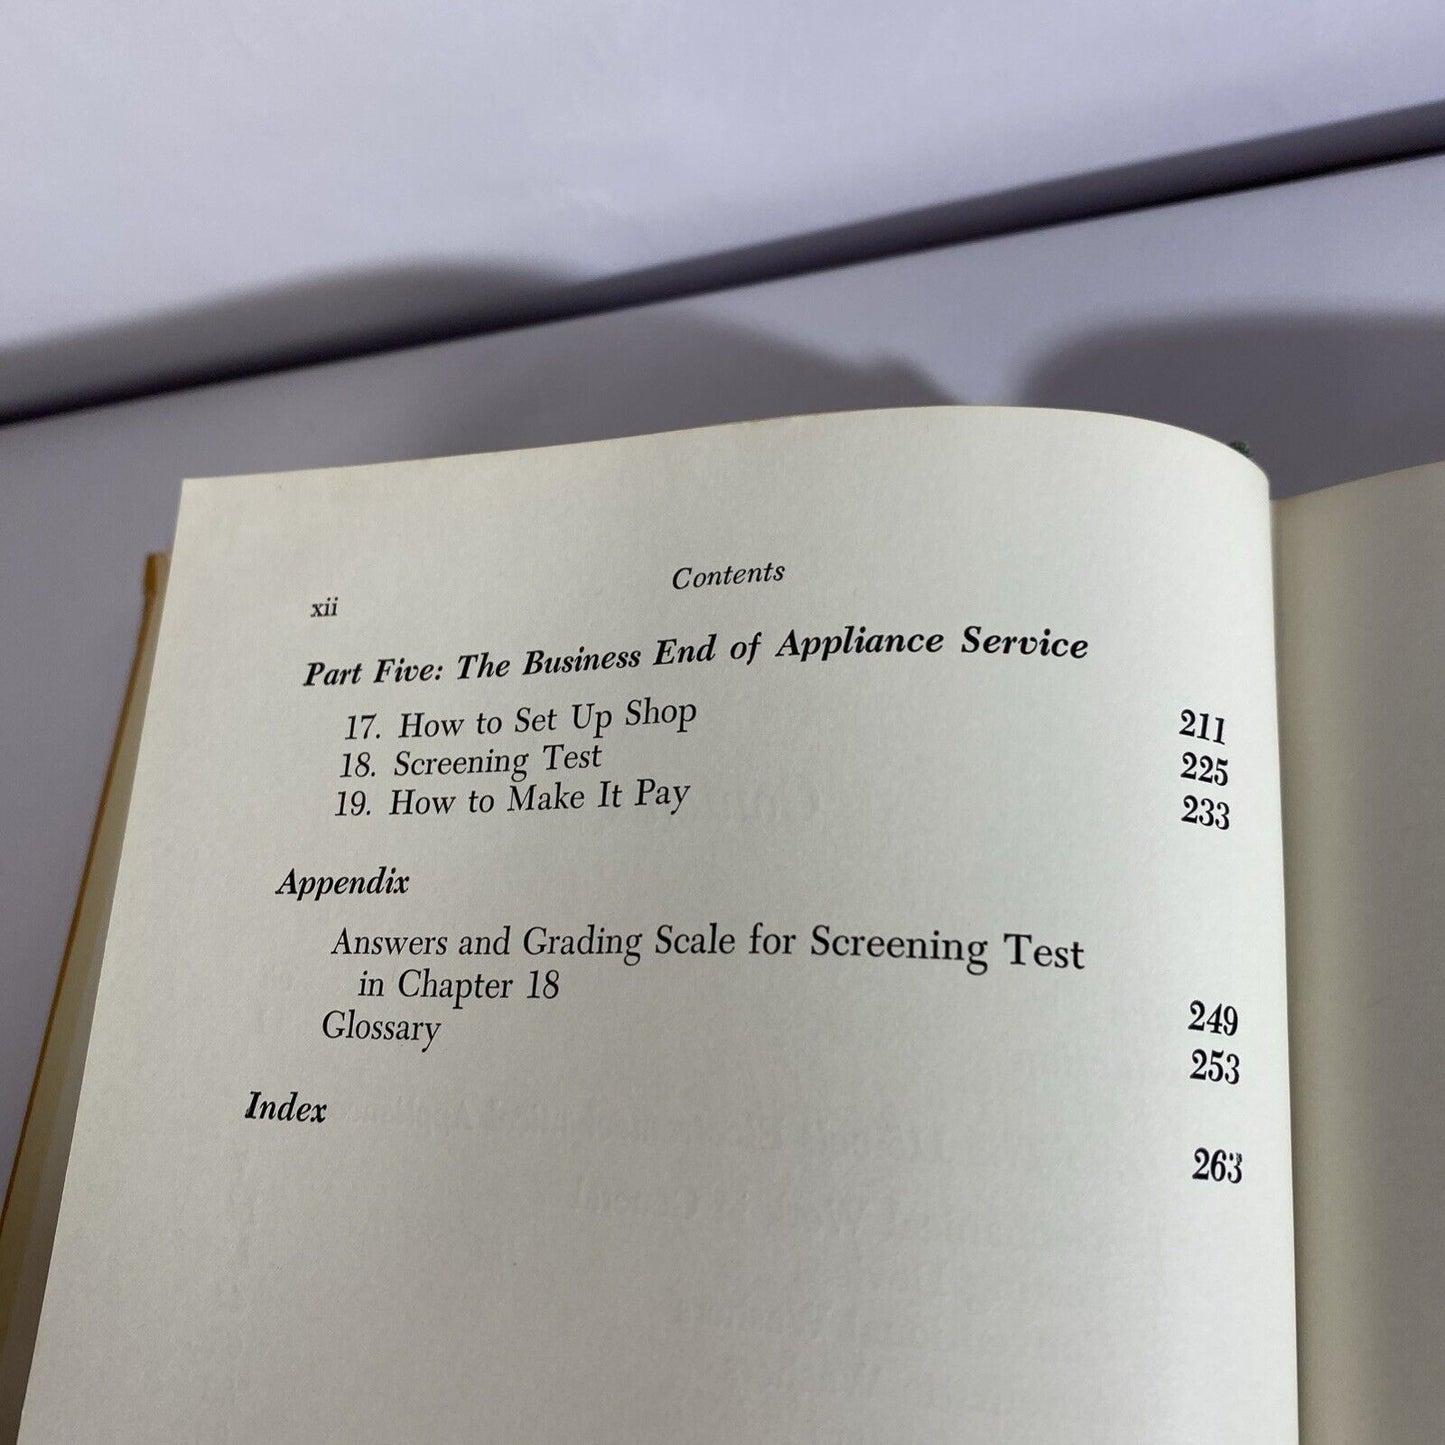 Contents
xii
Part Five: The Business End of Appliance Service
17. How to Set Up Shop 211
18. Screening Test 225
19. How to Make It Pay 233
Appendix
Answers and Grading Scale for Screening Test
in Chapter 18 249
Glossary 253
Index 263